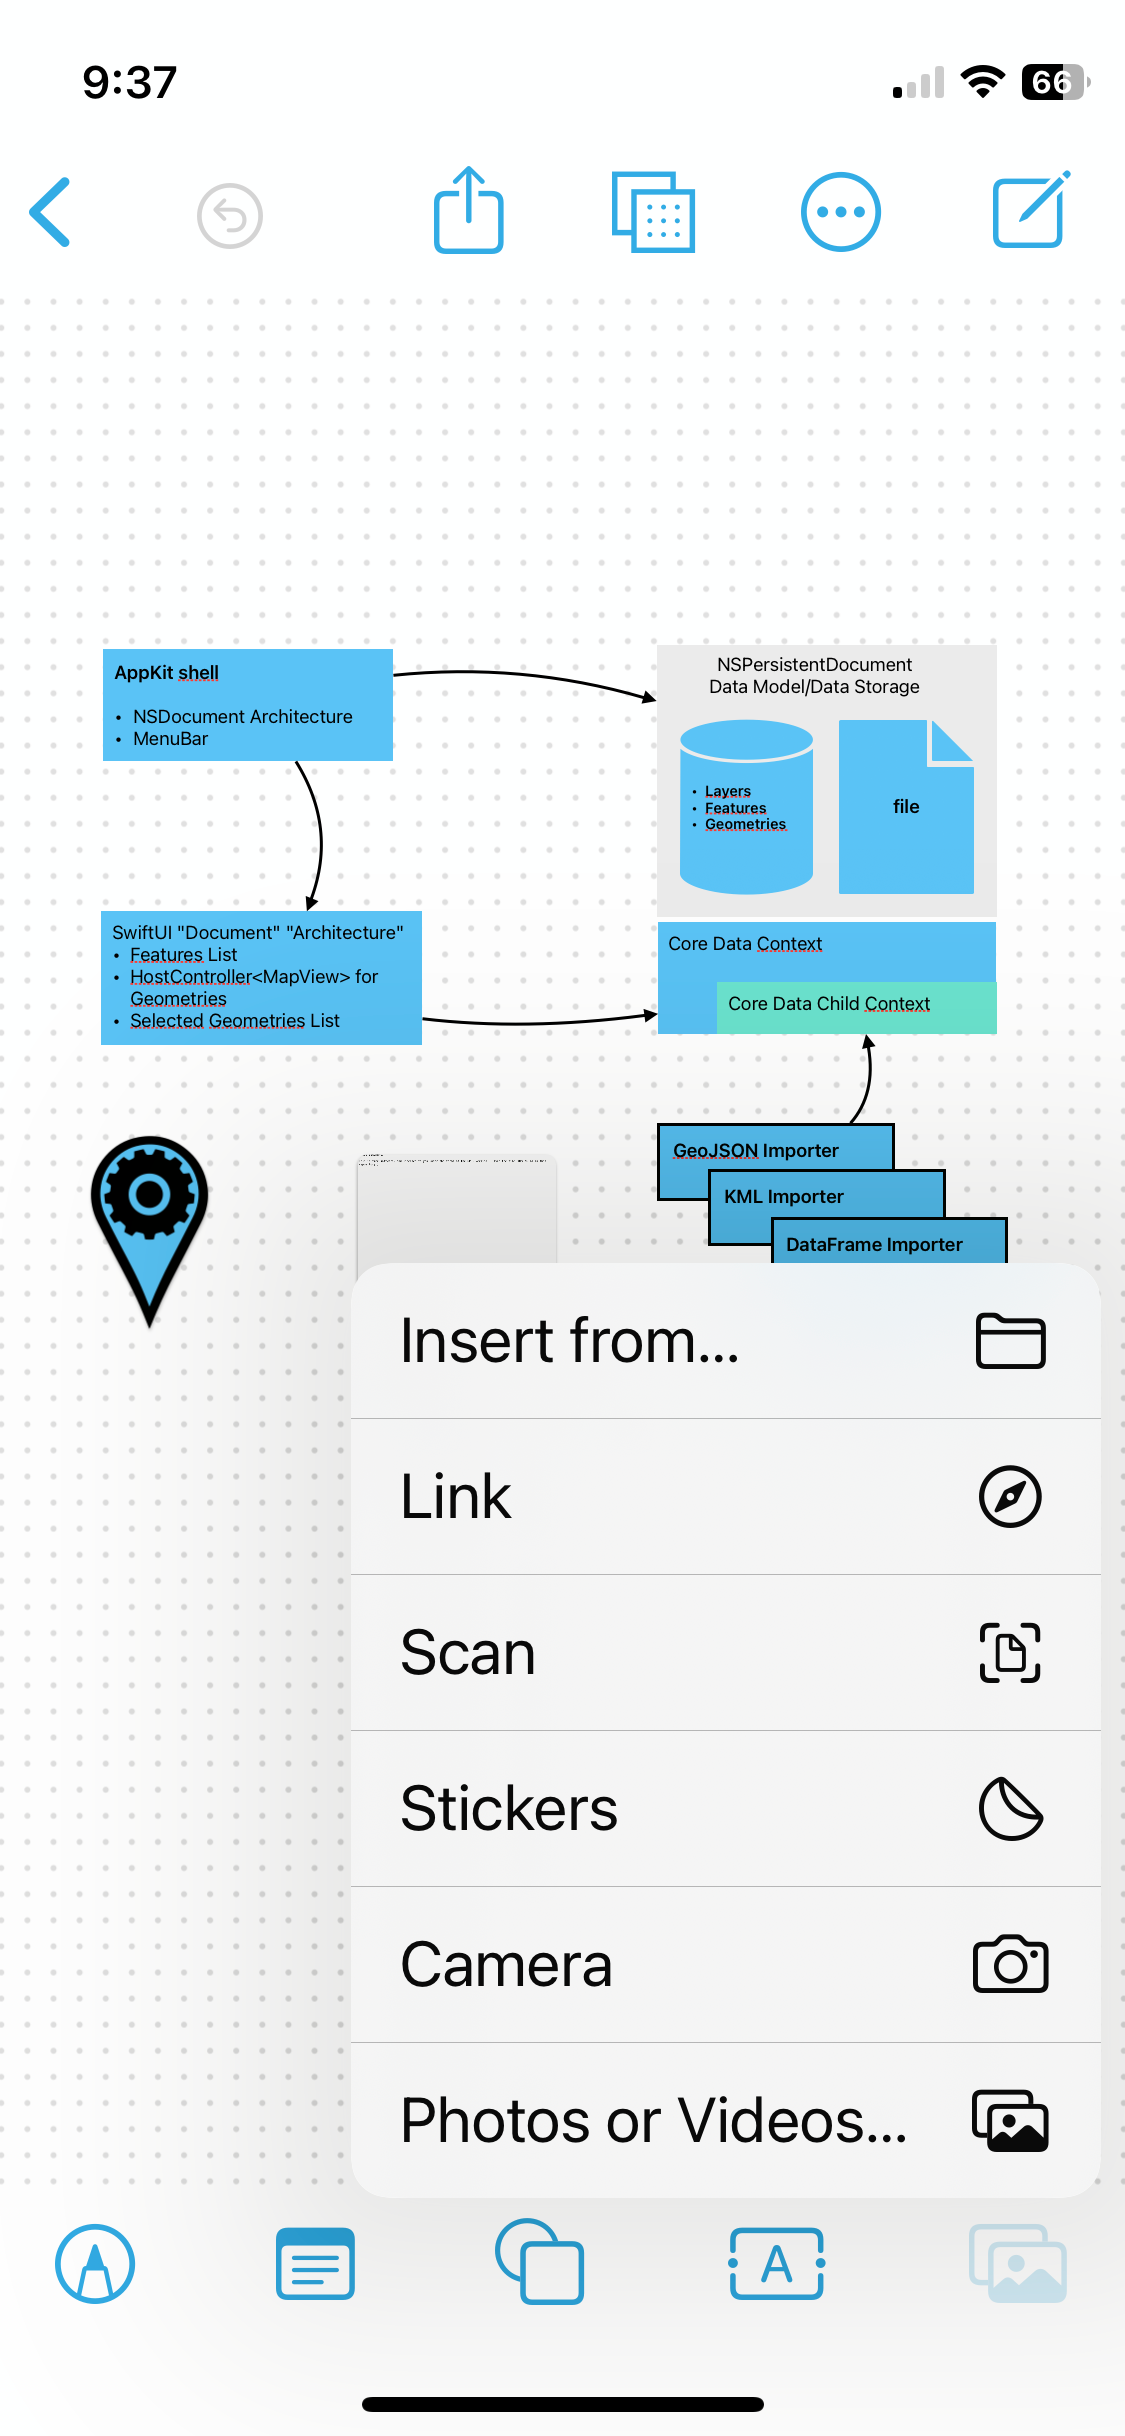 9:37
66
AppKit shell
• NSDocument Architecture
• MenuBar
NSPersistentDocument
Data Model/Data Storage
• Layers
• Features
• Geometries
file
SwiftUI "Document" "Architecture"
• Features List
• HostController<MapView> for
Geometries
• Selected Geometries List
Core Data Context
Core Data Child Context
GeoJSON Importer
KML Importer
DataFrame Importer
Insert from...
Link
Scan
Stickers
Camera
Photos or Videos...
A